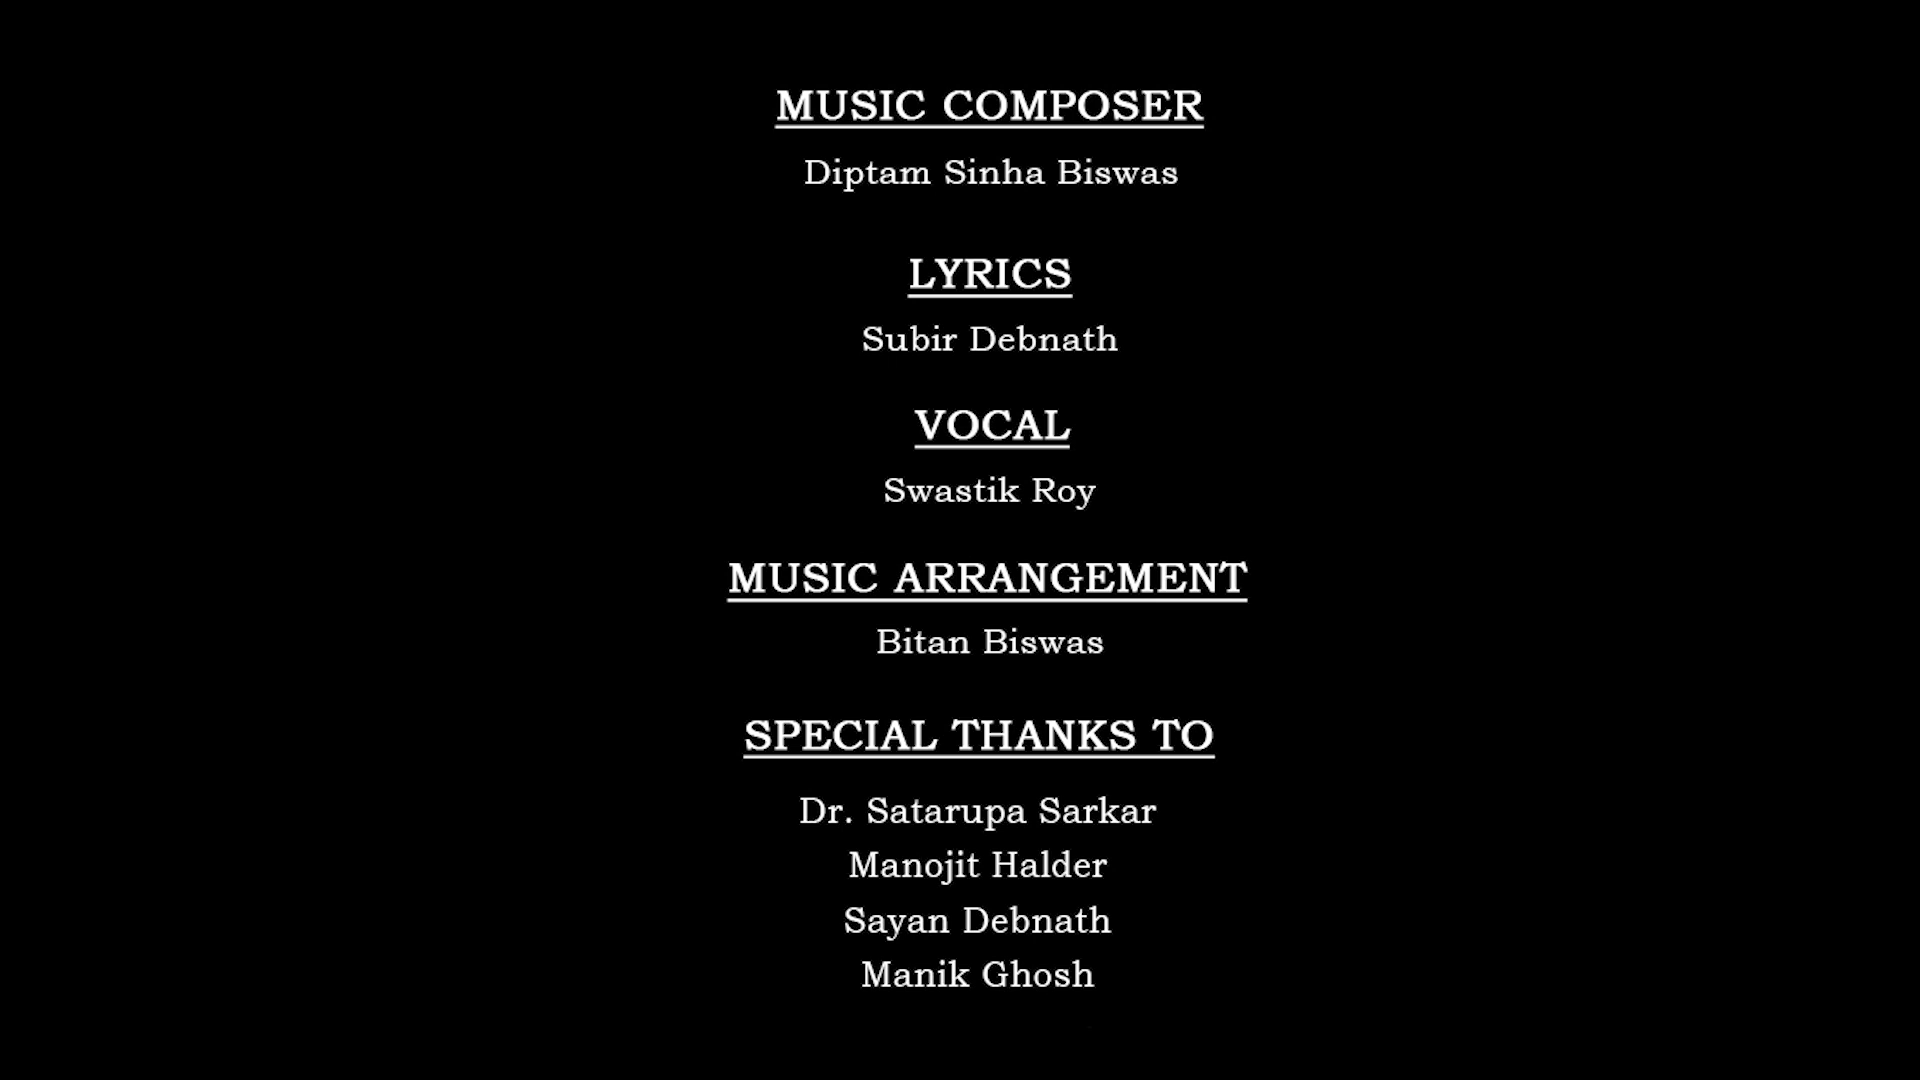 MUSIC COMPOSER
Diptam Sinha Biswas
LYRICS
Subir Debnath
VOCAL
Swastik Roy
MUSIC ARRANGEMENT
Bitan Biswas
SPECIAL THANKS TO
Dr. Satarupa Sarkar
Manojit Halder
Sayan Debnath
Manik Ghosh